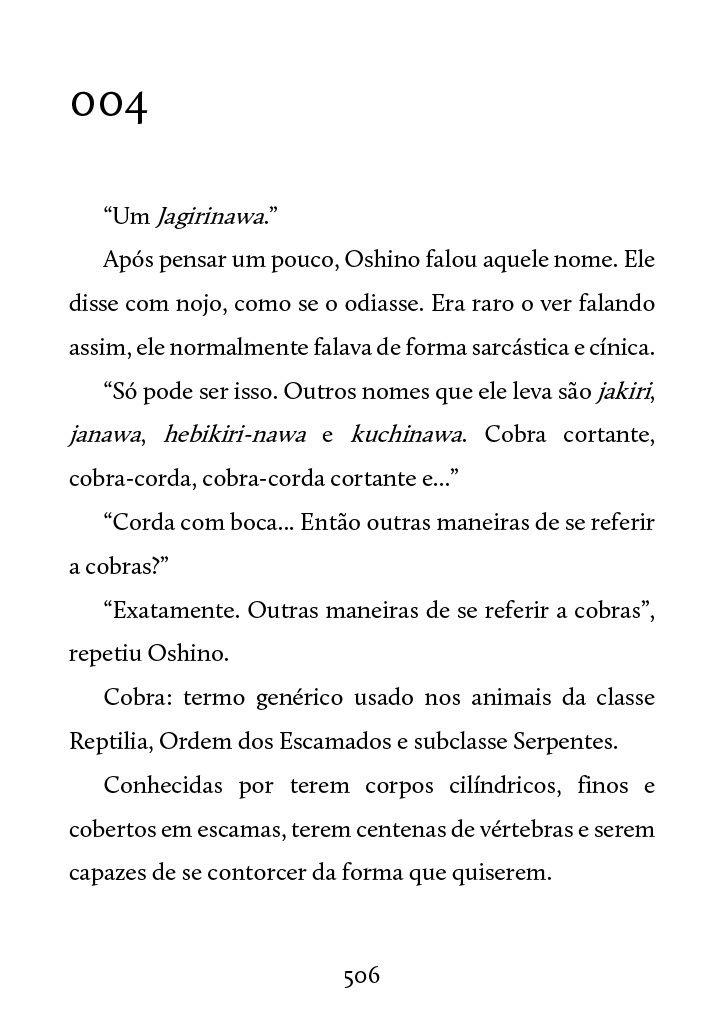 004
“Um Jagirinawa.”
Após pensar um pouco, Oshino falou aquele nome. Ele
disse com nojo, como se o odiasse. Era raro o ver falando
assim, ele normalmente falava de forma sarcástica e cínica.
“Só pode ser isso. Outros nomes que ele leva são jakiri,
janawa, hebikiri-nawa e kuchinawa. Cobra cortante,
cobra-corda, cobra-corda cortante e...”
“Corda com boca... Então outras maneiras de se referir
a cobras?”
“Exatamente. Outras maneiras de se referir a cobras”,
repetiu Oshino.
Cobra: termo genérico usado nos animais da classe
Reptilia, Ordem dos Escamados e subclasse Serpentes.
Conhecidas por terem corpos cilíndricos, finos e
cobertos em escamas, terem centenas de vértebras e serem
capazes de se contorcer da forma que quiserem.
506